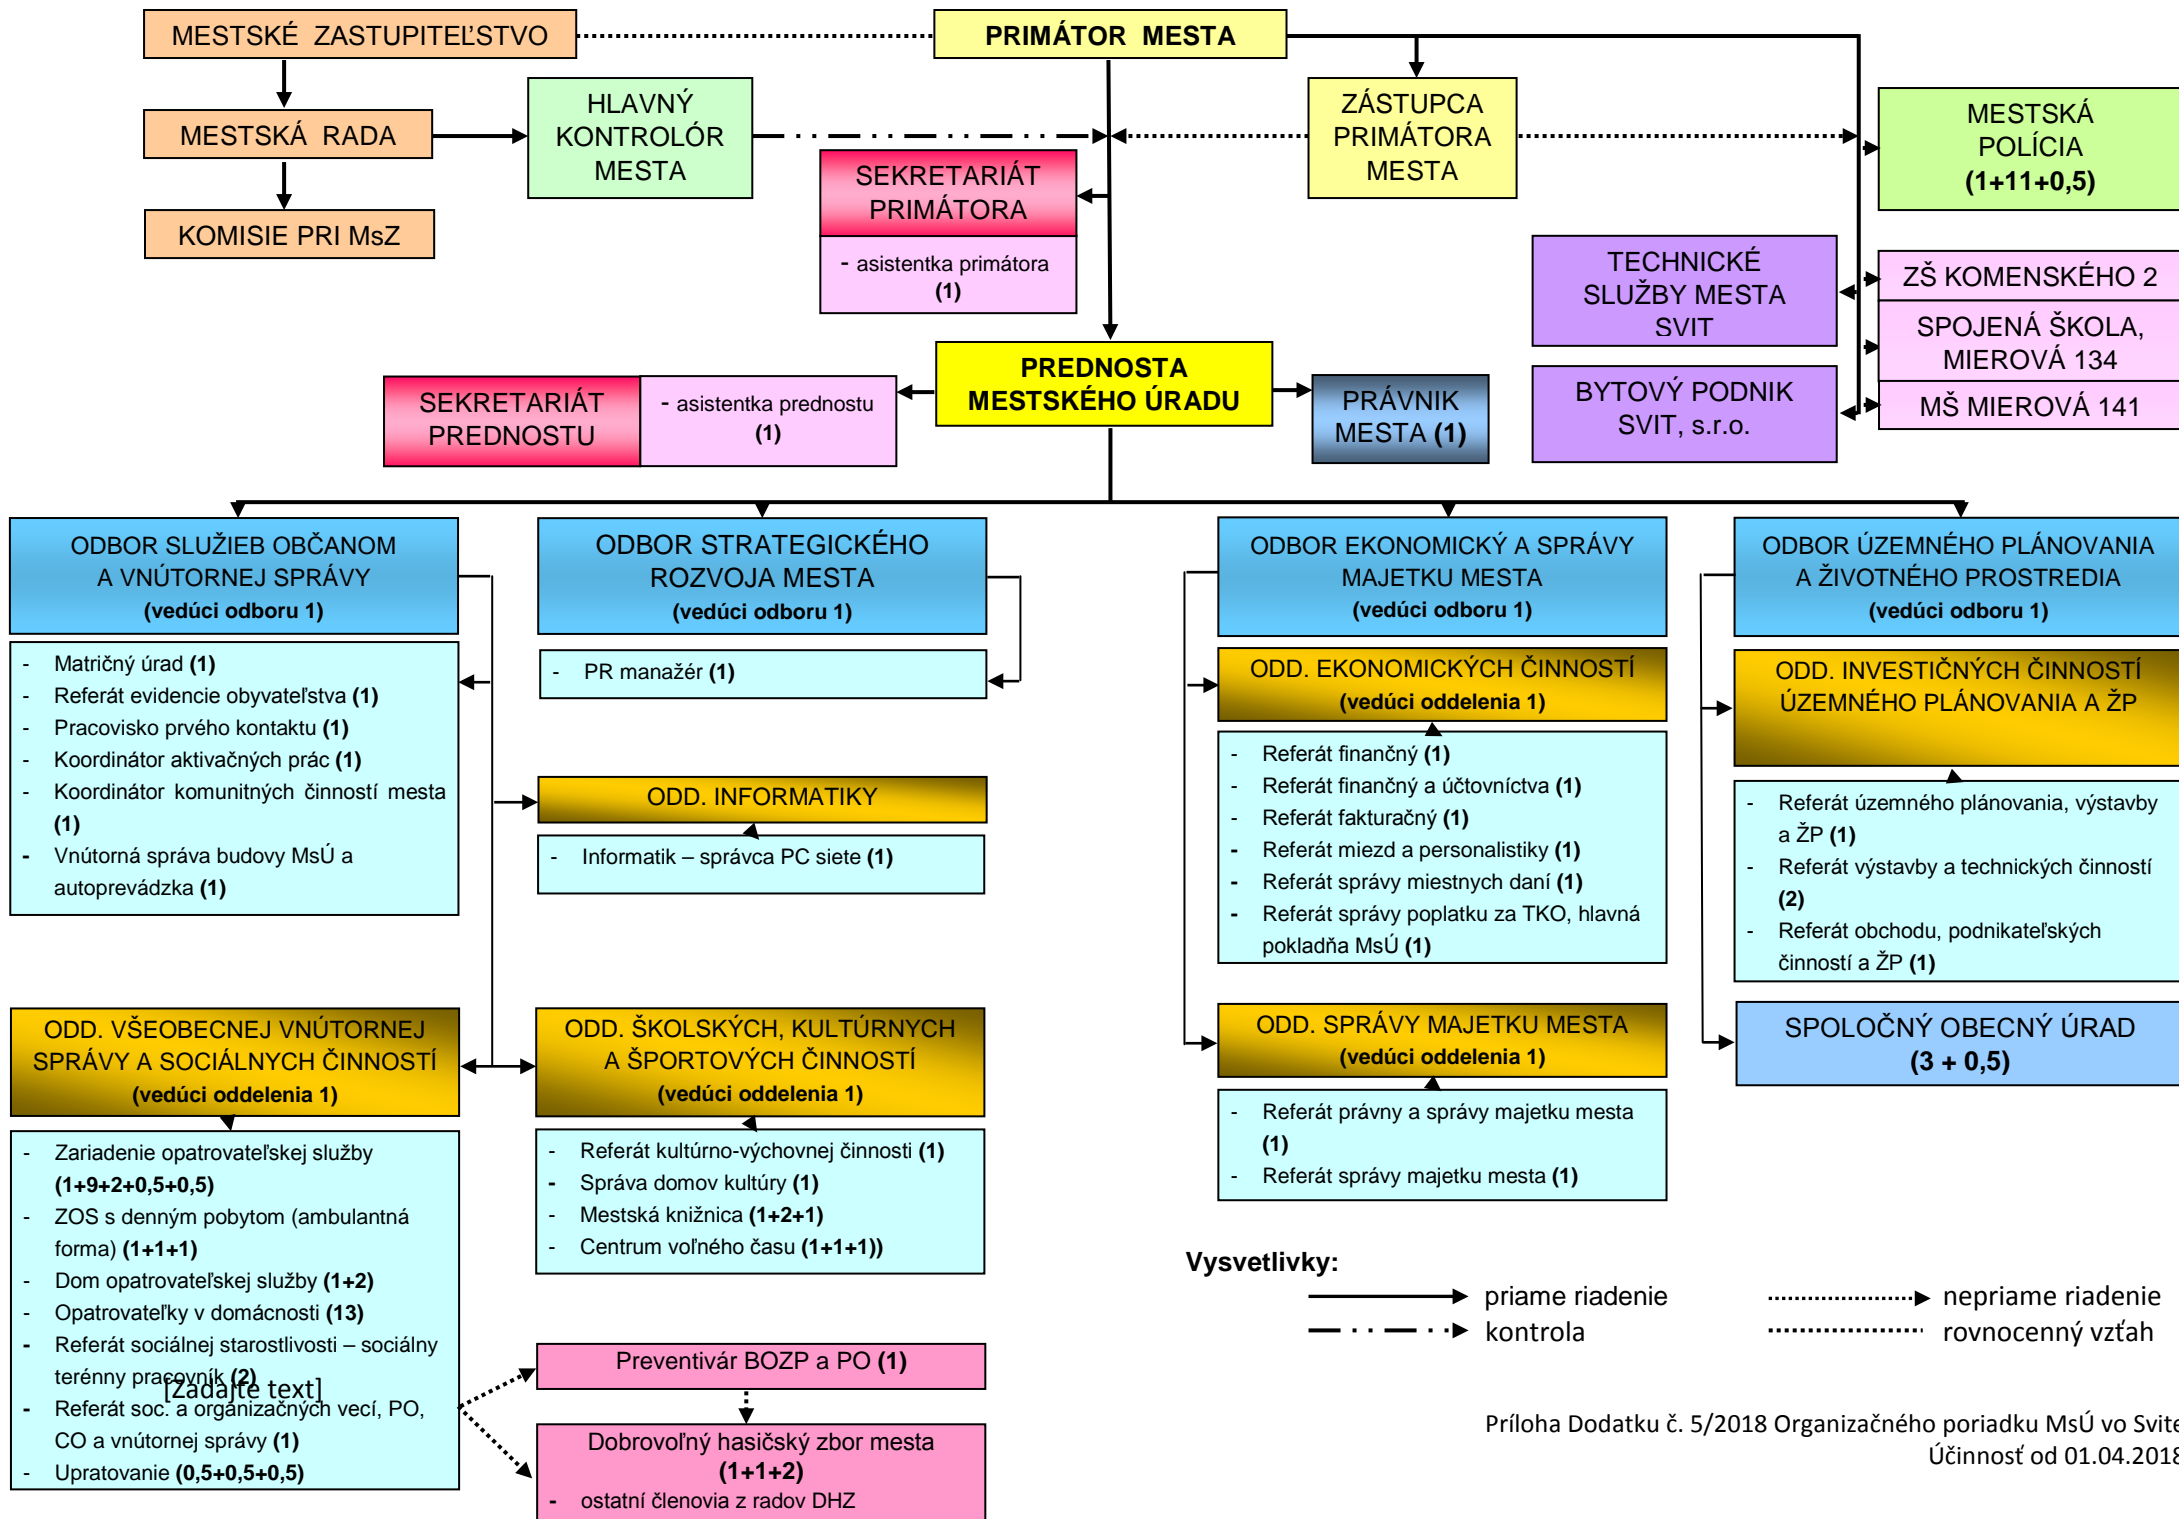 MESTSKÉ ZASTUPITEĽSTVO
PRIMÁTOR MESTA
MESTSKÁ RADA
HLAVNÝ
KONTROLÓR
MESTA
ZÁSTUPCA
PRIMÁTORA
MESTA
MESTSKÁ
POLÍCIA
(1+11+0,5)
KOMISIE PRI MsZ
SEKRETARIÁT
PRIMÁTORA
- asistentka primátora
(1)
TECHNICKÉ
SLUŽBY MESTA
SVIT
ZŠ KOMENSKÉHO 2
SPOJENÁ ŠKOLA,
MIEROVÁ 134
MŠ MIEROVÁ 141
BYTOVÝ PODNIK
SVIT, s.r.o.
PREDNOSTA
MESTSKÉHO ÚRADU
SEKRETARIÁT
PREDNOSTU
- asistentka prednostu
(1)
PRÁVNIK
MESTA (1)
ODBOR SLUŽIEB OBČANOM
A VNÚTORNEJ SPRÁVY
(vedúci odboru 1)
- Matričný úrad (1)
- Referát evidencie obyvateľstva (1)
- Pracovisko prvého kontaktu (1)
- Koordinátor aktivačných prác (1)
- Koordinátor komunitných činností mesta
(1)
- Vnútorná správa budovy MsÚ a
autoprevádzka (1)
ODBOR STRATEGICKÉHO
ROZVOJA MESTA
(vedúci odboru 1)
- PR manažér (1)
ODD. INFORMATIKY
- Informatik – správca PC siete (1)
ODBOR EKONOMICKÝ A SPRÁVY
MAJETKU MESTA
(vedúci odboru 1)
ODD. EKONOMICKÝCH ČINNOSTÍ
(vedúci oddelenia 1)
- Referát finančný (1)
- Referát finančný a účtovníctva (1)
- Referát fakturačný (1)
- Referát miezd a personalistiky (1)
- Referát správy miestnych daní (1)
- Referát správy poplatku za TKO, hlavná
pokladňa MsÚ (1)
ODBOR ÚZEMNÉHO PLÁNOVANIA
A ŽIVOTNÉHO PROSTREDIA
(vedúci odboru 1)
ODD. INVESTIČNÝCH ČINNOSTÍ
ÚZEMNÉHO PLÁNOVANIA A ŽP
- Referát územného plánovania, výstavby
a ŽP (1)
- Referát výstavby a technických činností
(2)
- Referát obchodu, podnikateľských
činností a ŽP (1)
ODD. VŠEOBECNEJ VNÚTORNEJ
SPRÁVY A SOCIÁLNYCH ČINNOSTÍ
(vedúci oddelenia 1)
- Zariadenie opatrovateľskej služby
(1+9+2+0,5+0,5)
- ZOS s denným pobytom (ambulantná
forma) (1+1+1)
- Dom opatrovateľskej služby (1+2)
- Opatrovateľky v domácnosti (13)
- Referát sociálnej starostlivosti – sociálny
terénny pracovník (2)
[Zadajte text]
- Referát soc. a organizačných vecí, PO,
CO a vnútornej správy (1)
- Upratovanie (0,5+0,5+0,5)
ODD. ŠKOLSKÝCH, KULTÚRNYCH
A ŠPORTOVÝCH ČINNOSTÍ
(vedúci oddelenia 1)
- Referát kultúrno-výchovnej činnosti (1)
- Správa domov kultúry (1)
- Mestská knižnica (1+2+1)
- Centrum voľného času (1+1+1))
Preventivár BOZP a PO (1)
Dobrovoľný hasičský zbor mesta
(1+1+2)
- ostatní členovia z radov DHZ
ODD. SPRÁVY MAJETKU MESTA
(vedúci oddelenia 1)
- Referát právny a správy majetku mesta
(1)
- Referát správy majetku mesta (1)
SPOLOČNÝ OBECNÝ ÚRAD
(3 + 0,5)
Vysvetlivky:
priame riadenie
nepriame riadenie
kontrola
rovnocenný vzťah
Príloha Dodatku č. 5/2018 Organizačného poriadku MsÚ vo Svite
Účinnosť od 01.04.2018